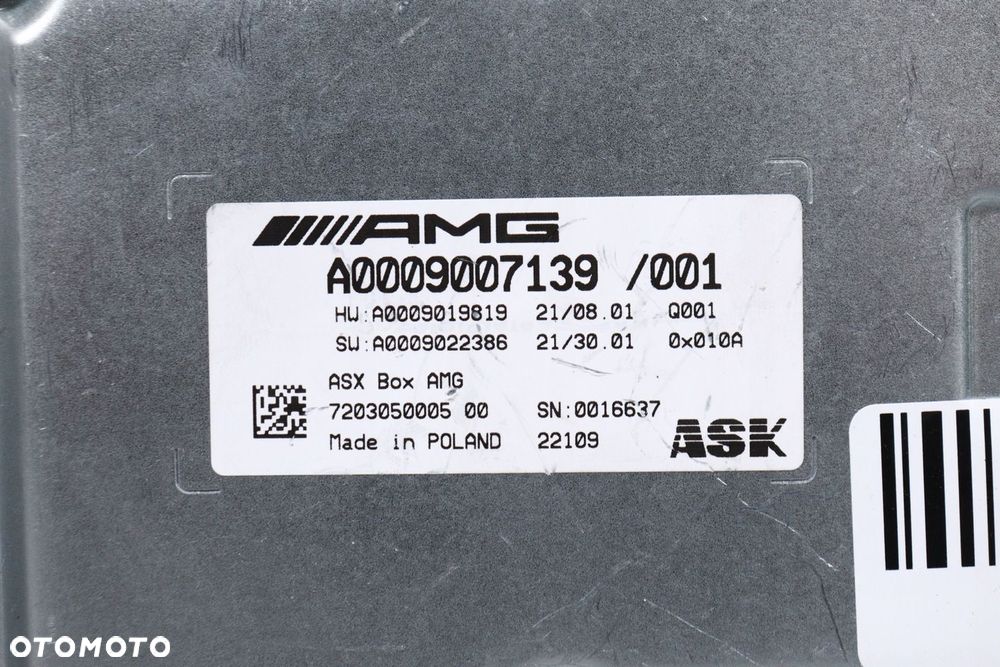 AMG
A0009007139 /001
HW:A0009019819 21/08.01 Q001
SW:A0009022386 21/30.01 0x010A
ASX Box AMG
7203050005 00 SN:0016637
Made in POLAND 22109
ASK
OTOMOTO